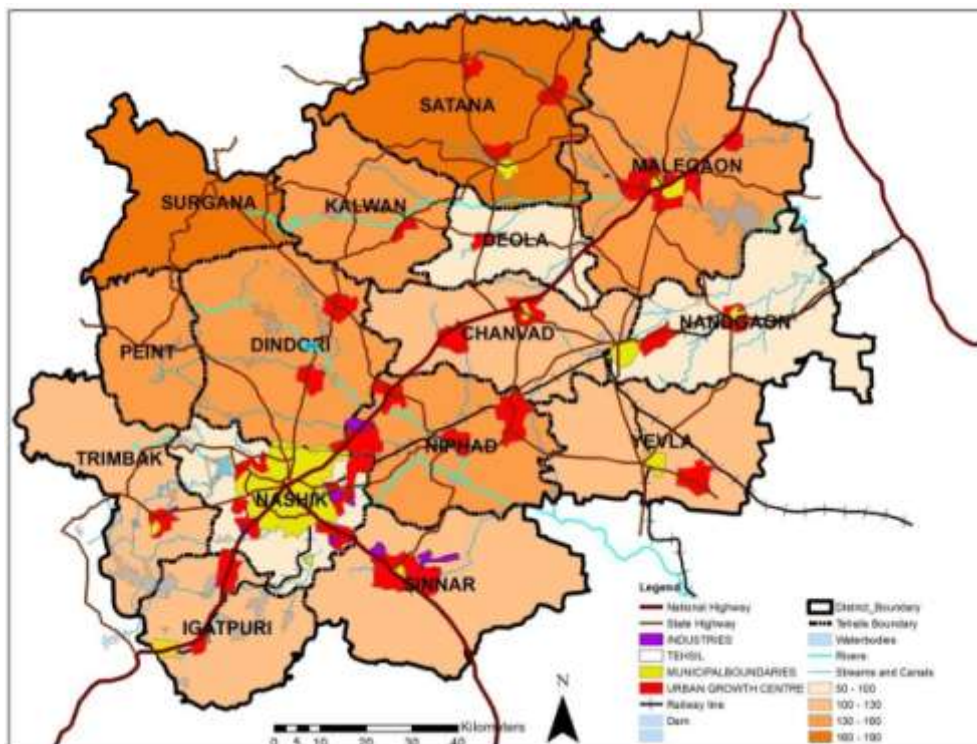 SATANA
MALEGAON
SURGANA
KALWAN
DEOLA
CHANVAD
NANDGAON
PEINT
DINDORI
NIPHAD
YEVLA
TRIMBAK
NASHIK
SINNAR
IGATPURI
N
Kilometers
0 5 10 20 30 40
Legend
National Highway
State Highway
INDUSTRIES
TEHSIL
MUNICIPALBOUNDARIES
URBAN GROWTH CENTRE
Railway line
Dam
District_Boundary
Waterbodies
Rivers
Streams and Canals
50 - 100
100 - 130
130 - 160
160 - 190